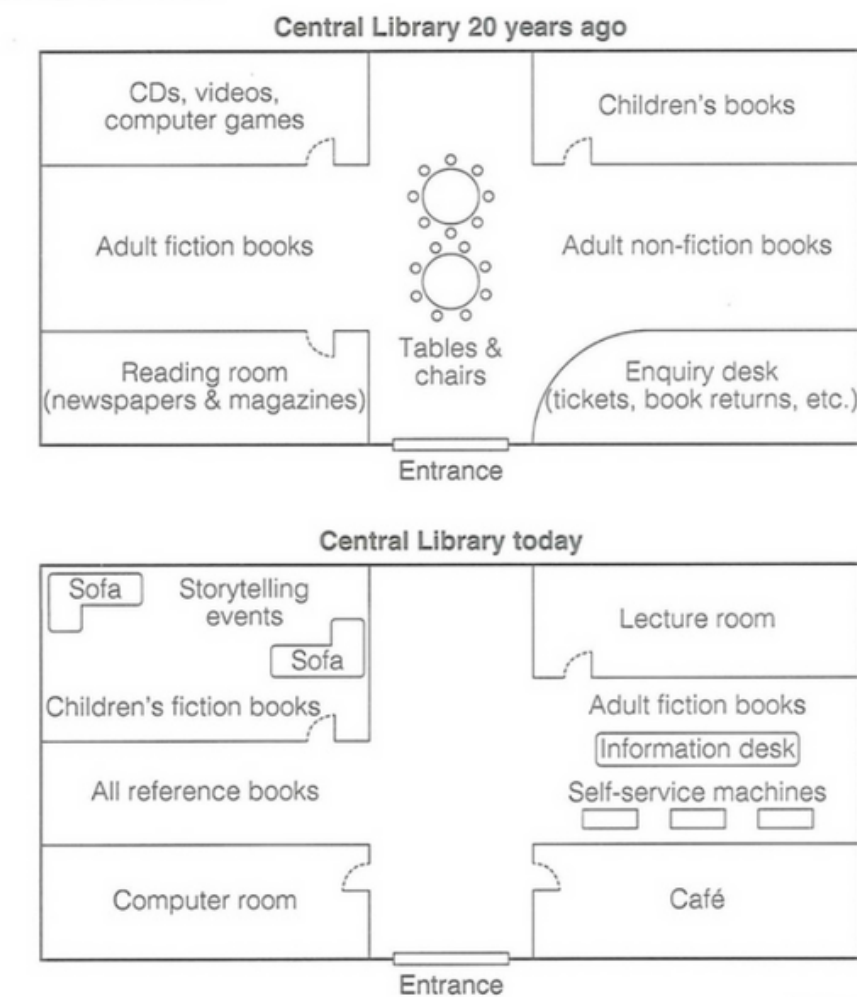 Central Library 20 years ago
CDs, videos,
computer games
Children's books
Adult fiction books
Adult non-fiction books
Tables &
chairs
Reading room
(newspapers & magazines)
Enquiry desk
(tickets, book returns, etc.)
Entrance
Central Library today
Sofa
Storytelling
events
Sofa
Children's fiction books
Lecture room
Adult fiction books
Information desk
All reference books
Self-service machines
Computer room
Café
Entrance